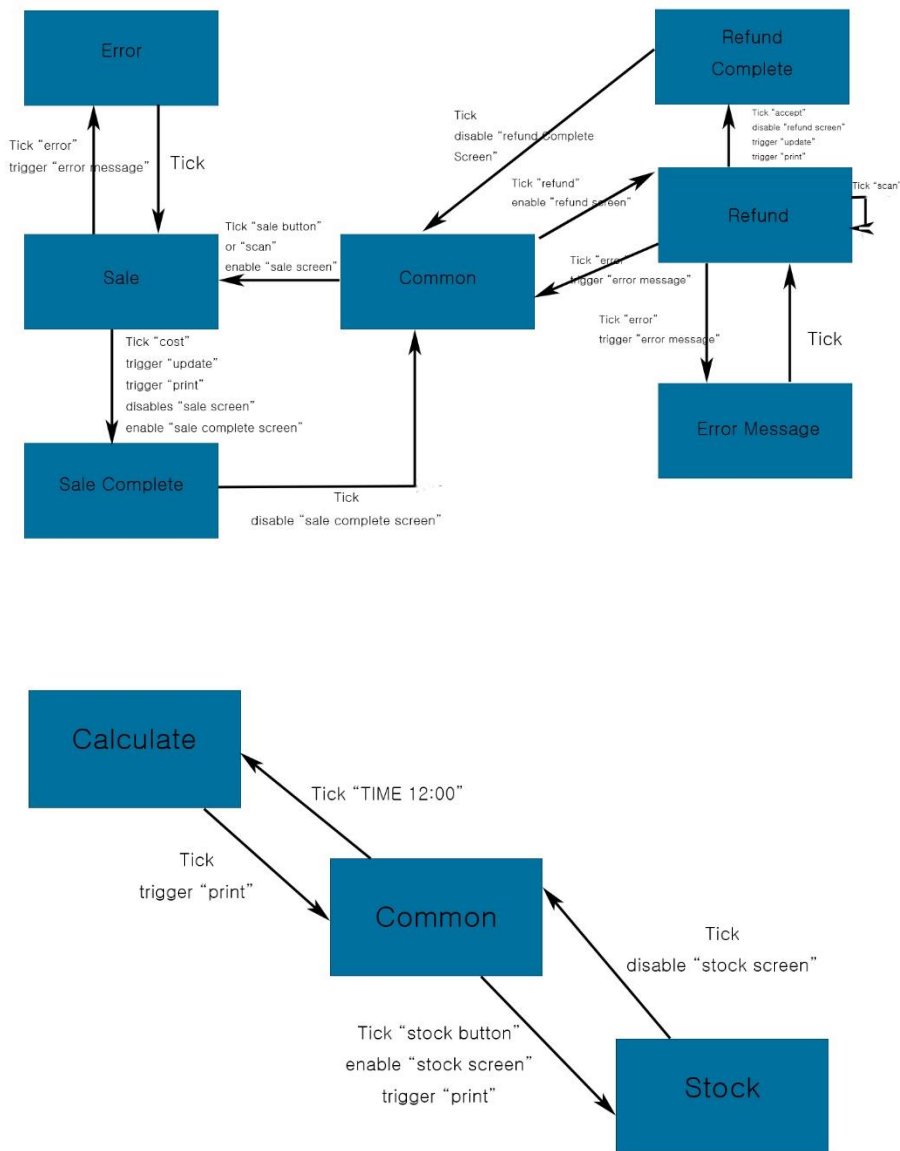 Error
Refund
Complete
Tick
disable “refund Complete
Screen”
Tick “accept”
disable “refund screen”
trigger “update”
trigger “print”
Tick “error”
trigger “error message”
Tick
Tick “refund”
enable “refund screen”
Tick “scan”
Refund
Tick “sale button”
or “scan”
enable “sale screen”
Sale
Common
Tick “error”
trigger “error message”
Tick “error”
trigger “error message”
Tick
Tick “cost”
trigger “update”
trigger “print”
disables “sale screen”
enable “sale complete screen”
Error Message
Sale Complete
Tick
disable “sale complete screen”
Calculate
Tick “TIME 12:00”
Tick
trigger “print”
Common
Tick
disable “stock screen”
Tick “stock button”
enable “stock screen”
trigger “print”
Stock